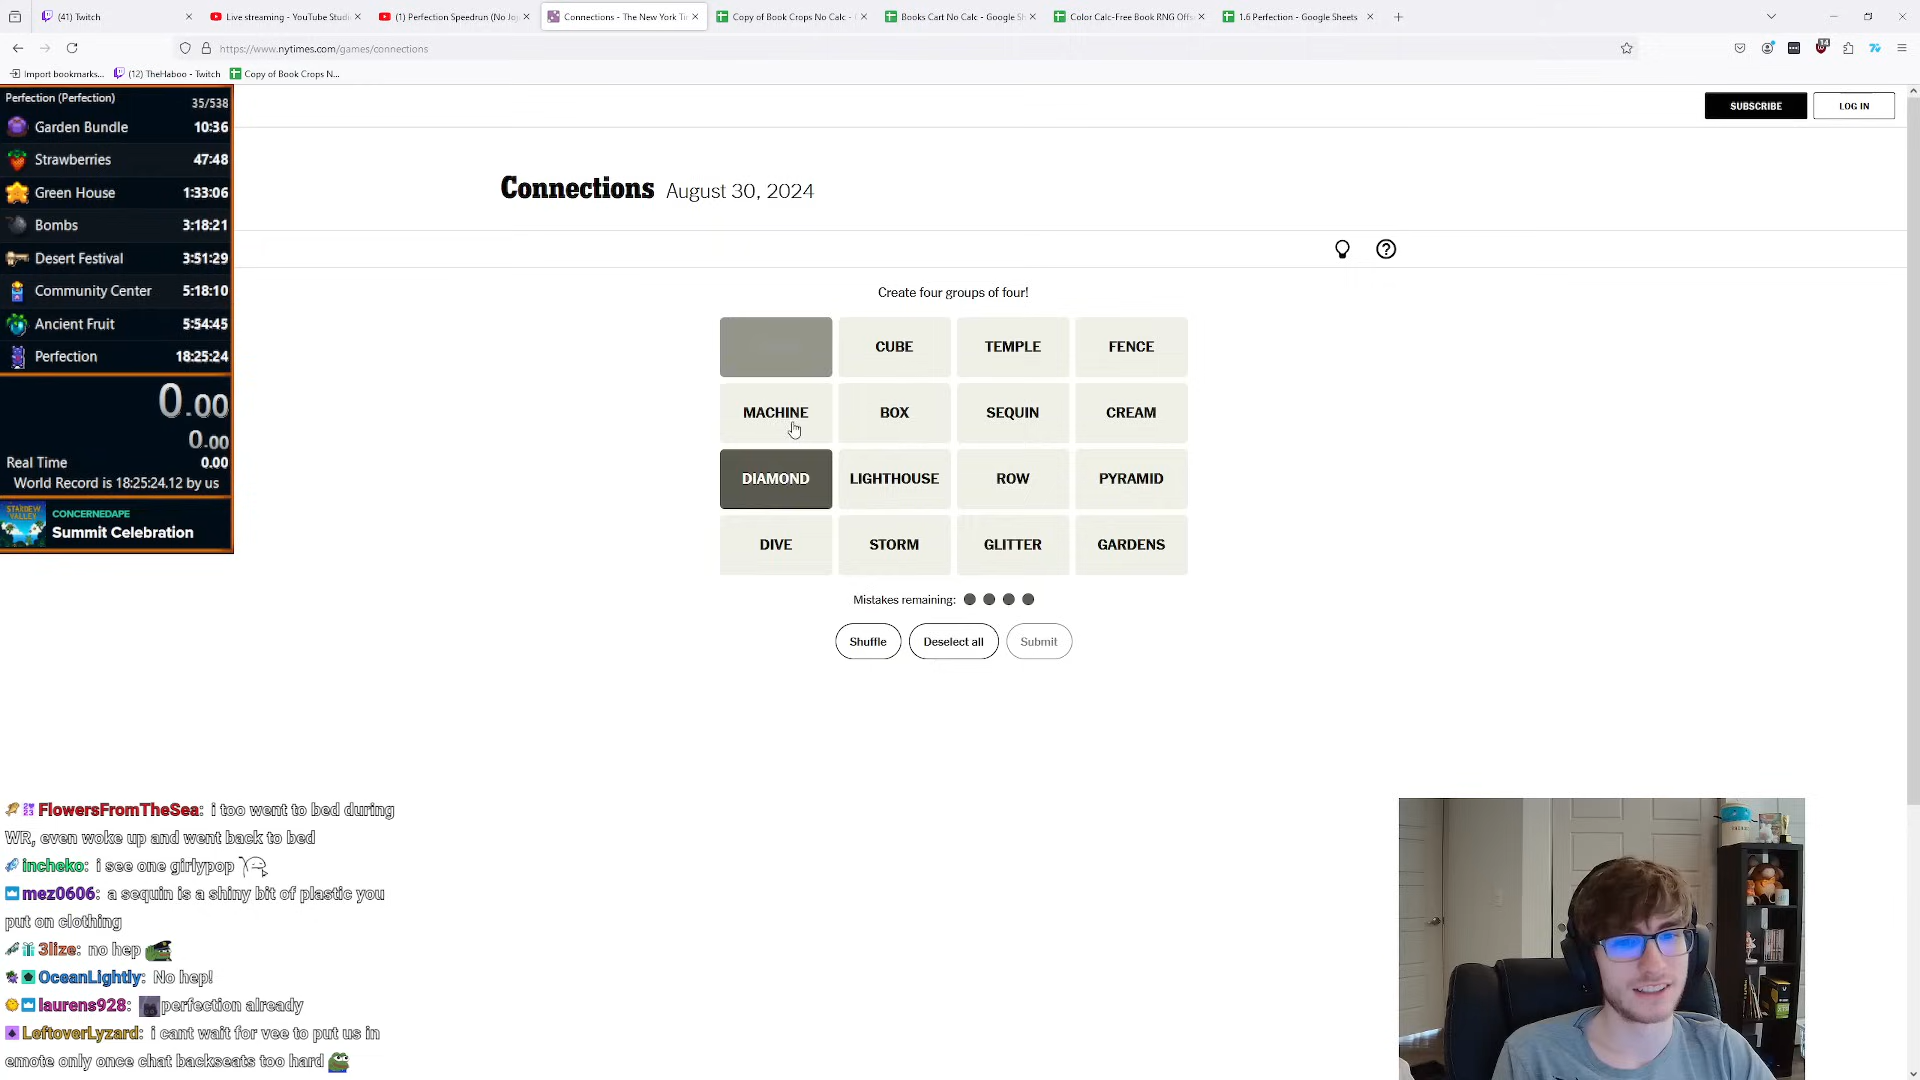 (41) Twitch
Live streaming - YouTube Studi
(1) Perfection Speedrun (No Jo
Connections - The New York Ti
Copy of Book Crops No Calc -
Books Cart No Calc - Google Sh
Color Calc-Free Book RNG Offs
1.6 Perfection - Google Sheets
https://www.nytimes.com/games/connections
14
Import bookmarks...
(12) TheHaboo - Twitch
Copy of Book Crops N...
Perfection (Perfection)
35/538
Garden Bundle 10:36
Strawberries 47:48
Green House 1:33:06
Bombs 3:18:21
Desert Festival 3:51:29
Community Center 5:18:10
Ancient Fruit 5:54:45
Perfection 18:25:24
0.00
0.00
Real Time 0.00
World Record is 18:25:24.12 by us
STARDEW VALLEY
CONCERNEDAPE
Summit Celebration
SUBSCRIBE
LOG IN
Connections August 30, 2024
Create four groups of four!
CUBE TEMPLE FENCE
MACHINE BOX SEQUIN CREAM
DIAMOND LIGHTHOUSE ROW PYRAMID
DIVE STORM GLITTER GARDENS
Mistakes remaining:
Shuffle Deselect all Submit
FlowersFromTheSea: i too went to bed during
WR, even woke up and went back to bed
incheko: i see one girlypop
mez0606: a sequin is a shiny bit of plastic you
put on clothing
3lize: no hep
OceanLightly: No hep!
laurens928: perfection already
LeftoverLyzard: i cant wait for vee to put us in
emote only once chat backseats too hard